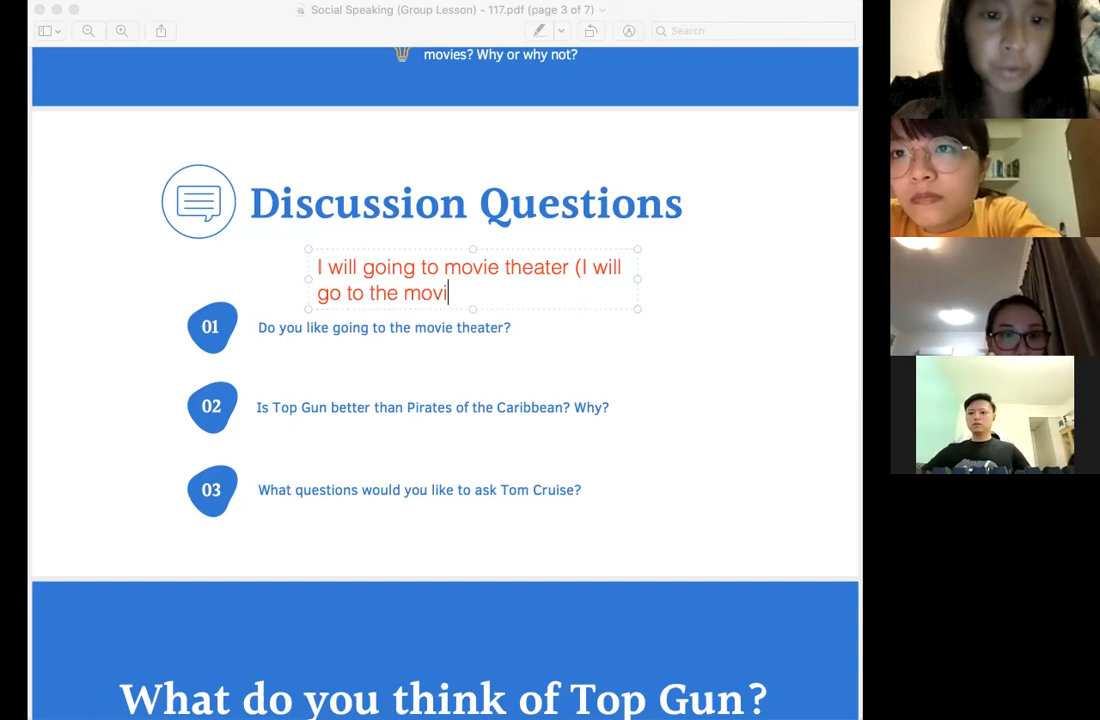 Social Speaking (Group Lesson) - 117.pdf (page 3 of 7)
Search
movies? Why or why not?
Discussion Questions
I will going to movie theater (I will
go to the movi
01
Do you like going to the movie theater?
02
Is Top Gun better than Pirates of the Caribbean? Why?
03
What questions would you like to ask Tom Cruise?
What do you think of Top Gun?